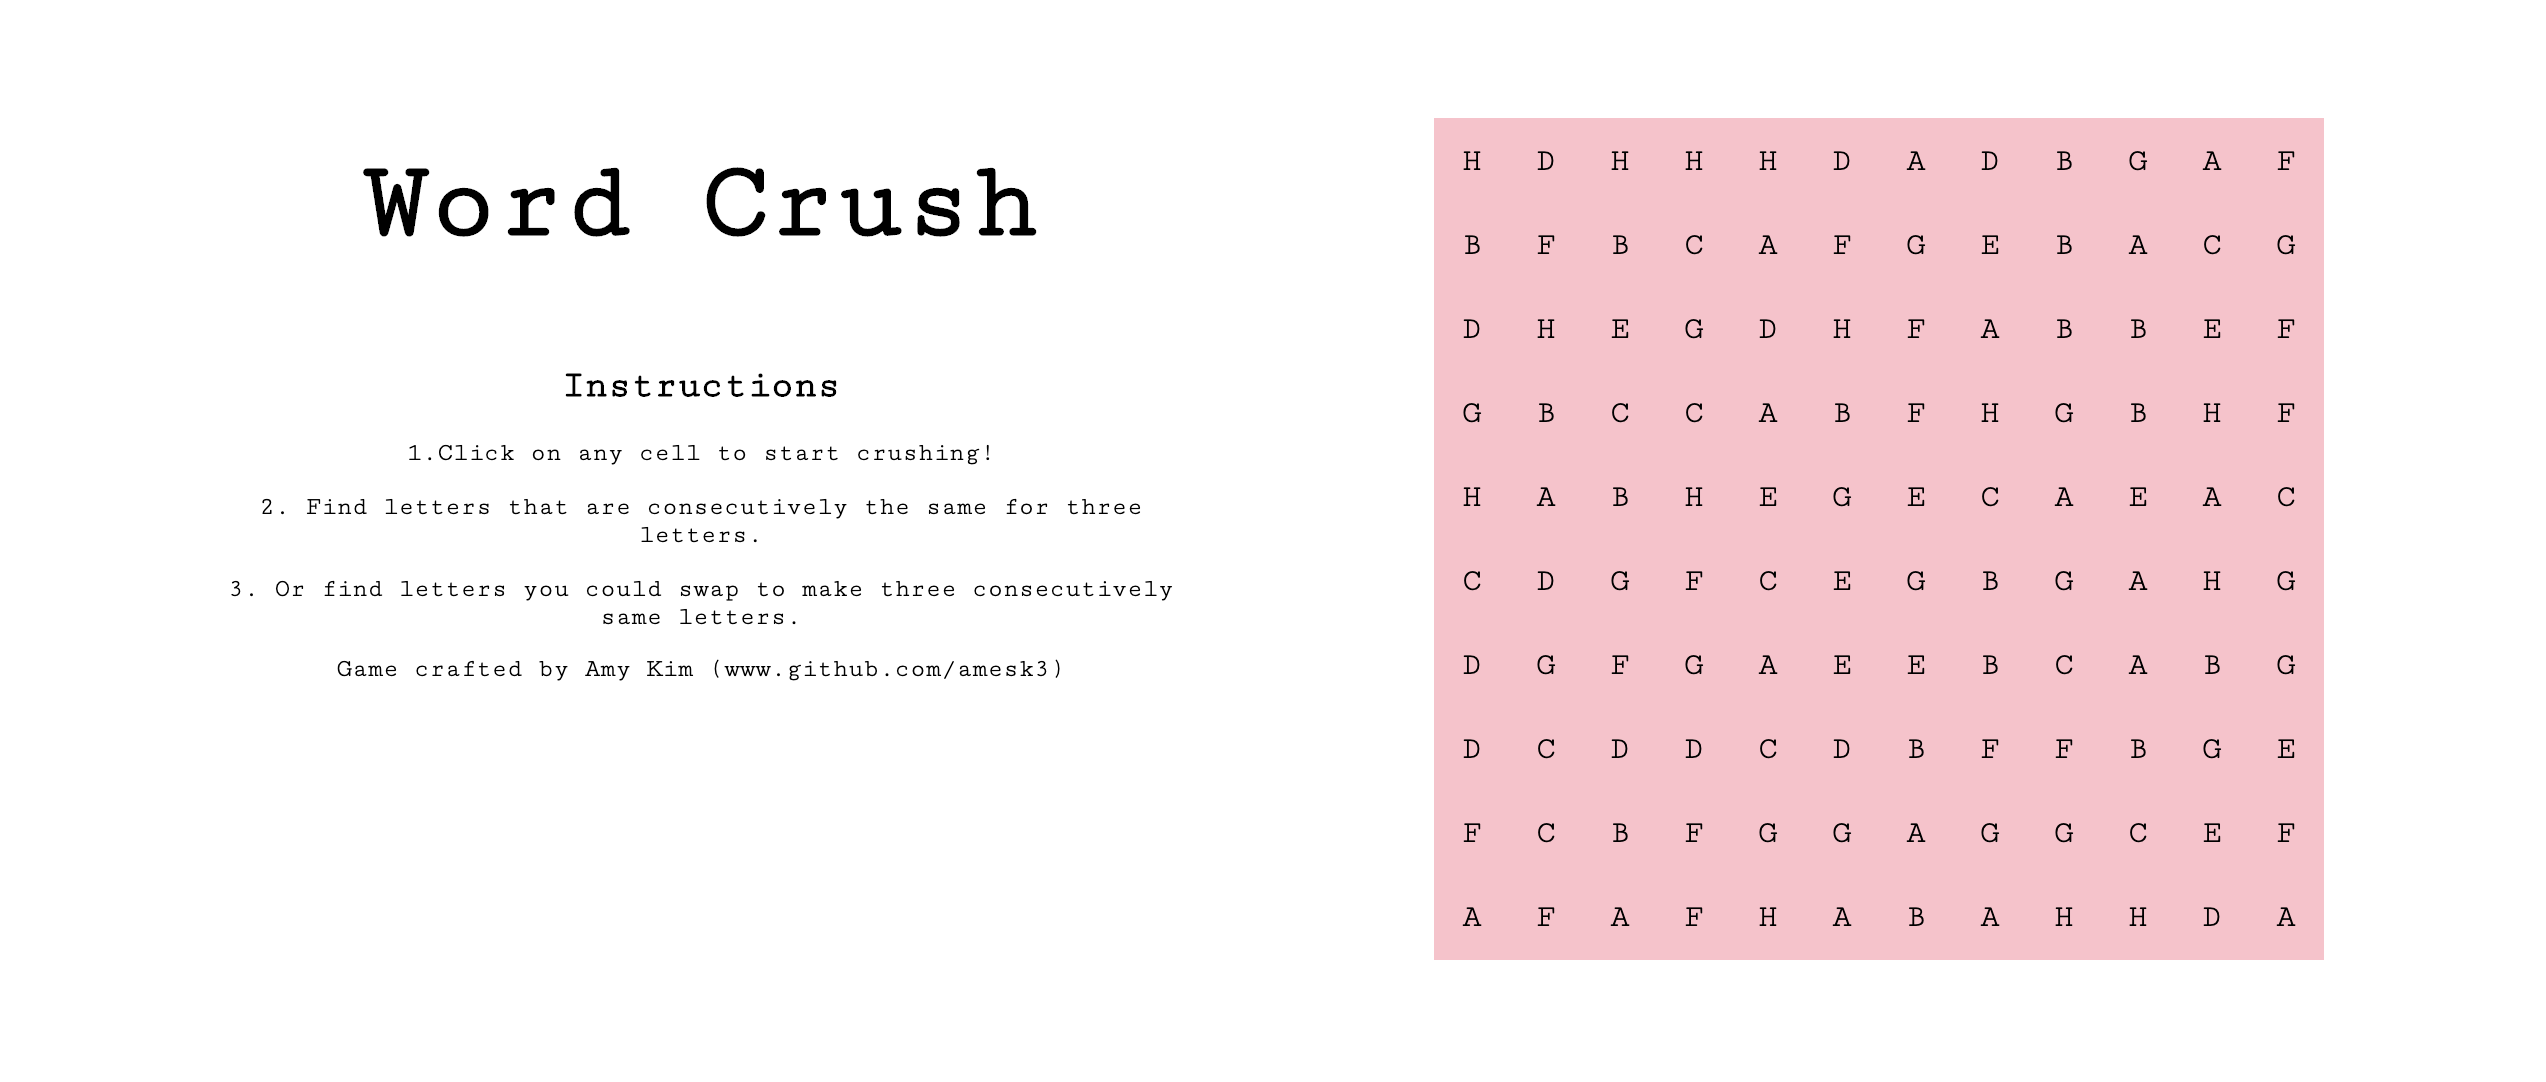 Word Crush
Instructions
1.Click on any cell to start crushing!
2. Find letters that are consecutively the same for three
letters.
3. Or find letters you could swap to make three consecutively
same letters.
Game crafted by Amy Kim (www.github.com/amesk3)
H D H H H D A D B G A F
B F B C A F G E B A C G
D H E G D H F A B B E F
G B C C A B F H G B H F
H A B H E G E C A E A C
C D G F C E G B G A H G
D G F G A E E B C A B G
D C D D C D B F F B G E
F C B F G G A G G C E F
A F A F H A B A H H D A